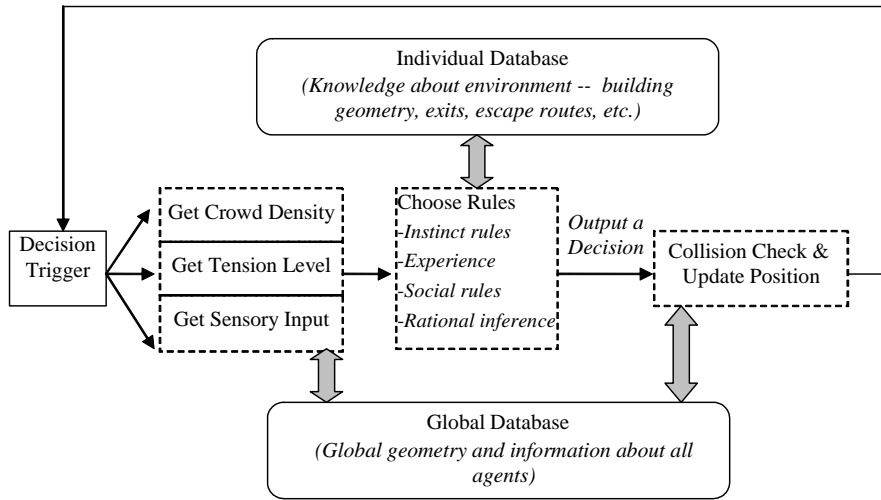 Individual Database
(Knowledge about environment -- building
geometry, exits, escape routes, etc.)
Decision
Trigger
Get Crowd Density
Get Tension Level
Get Sensory Input
Choose Rules
-Instinct rules
-Experience
-Social rules
-Rational inference
Output a
Decision
Collision Check &
Update Position
Global Database
(Global geometry and information about all
agents)